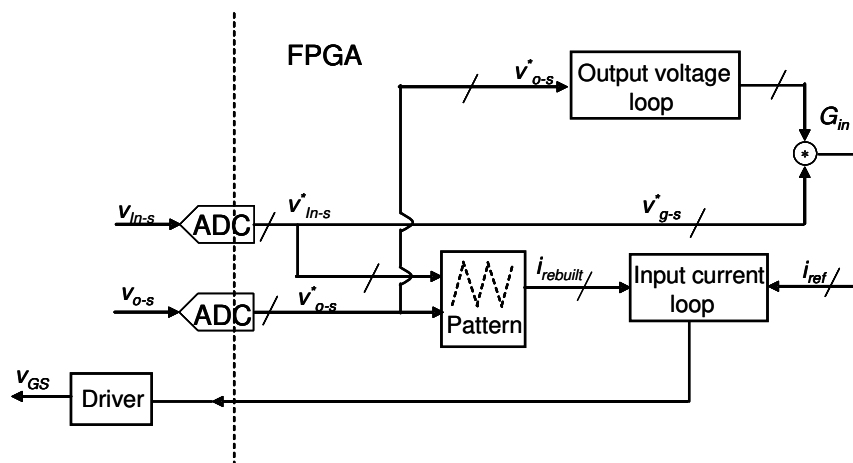 FPGA
v*o-s
Output voltage
loop
Gin
*
vIn-s
ADC
v*In-s
v*g-s
vo-s
ADC
v*o-s
Pattern
irebuilt
Input current
loop
iref
vGS
Driver